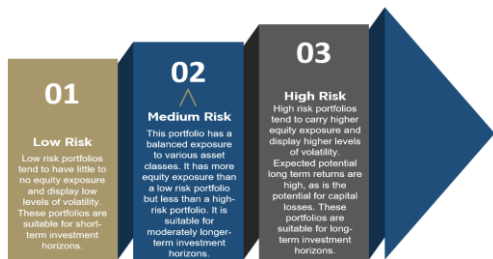 01
Low Risk
Low risk portfolios
tend to have little to
no equity exposure
and display low
levels of volatility.
These portfolios are
suitable for short-
term investment
horizons.
02
Medium Risk
This portfolio has a
balanced exposure
to various asset
classes. It has more
equity exposure than
a low risk portfolio
but less than a high-
risk portfolio. It is
suitable for
moderately longer-
term investment
horizons.
03
High Risk
High risk portfolios
tend to carry higher
equity exposure and
display higher levels
of volatility.
Expected potential
long term returns are
high, as is the
potential for capital
losses. These
portfolios are
suitable for long-
term investment
horizons.